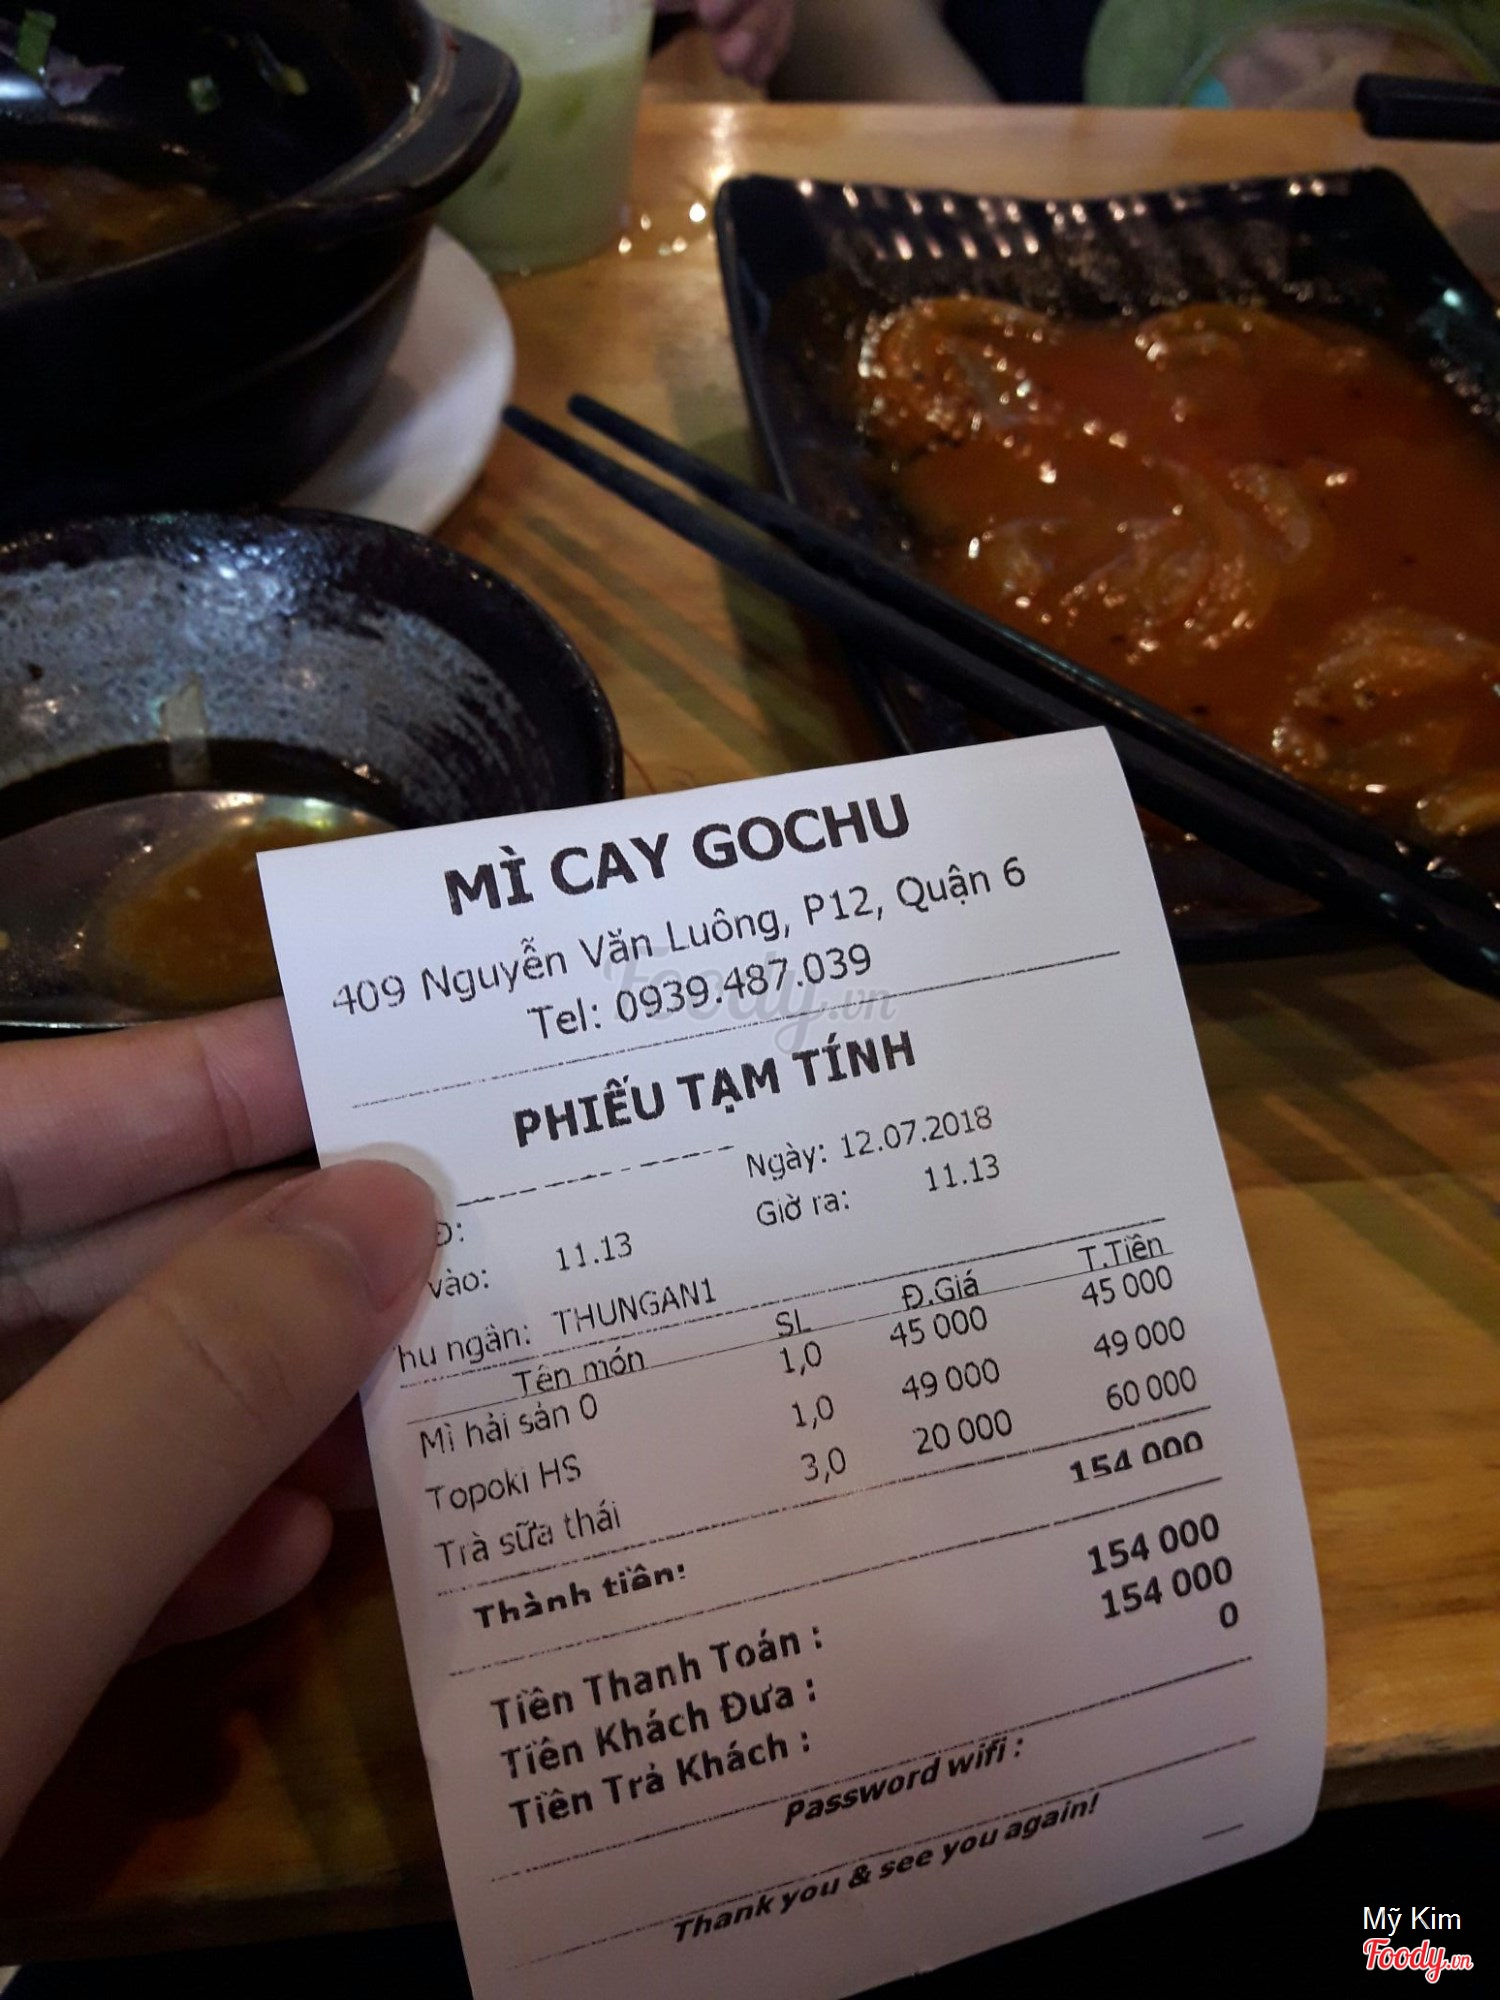 MÌ CAY GOCHU
409 Nguyễn Văn Luông, P12, Quận 6
Tel: 0939.487.039
Foody.vn
PHIẾU TẠM TÍNH
Đ: Ngày: 12.07.2018
vào: 11.13 Giờ ra: 11.13
hu ngân: THUNGAN1
Tên món SL Đ.Giá T.Tiền
Mì hải sản 0 1,0 45 000 45 000
Topoki HS 1,0 49 000 49 000
Trà sữa thái 3,0 20 000 60 000
Thành tiền: 154 000
Tiền Thanh Toán : 154 000
Tiền Khách Đưa : 154 000
Tiền Trả Khách : 0
Password wifi :
Thank you & see you again!
Mỹ Kim
Foody.vn